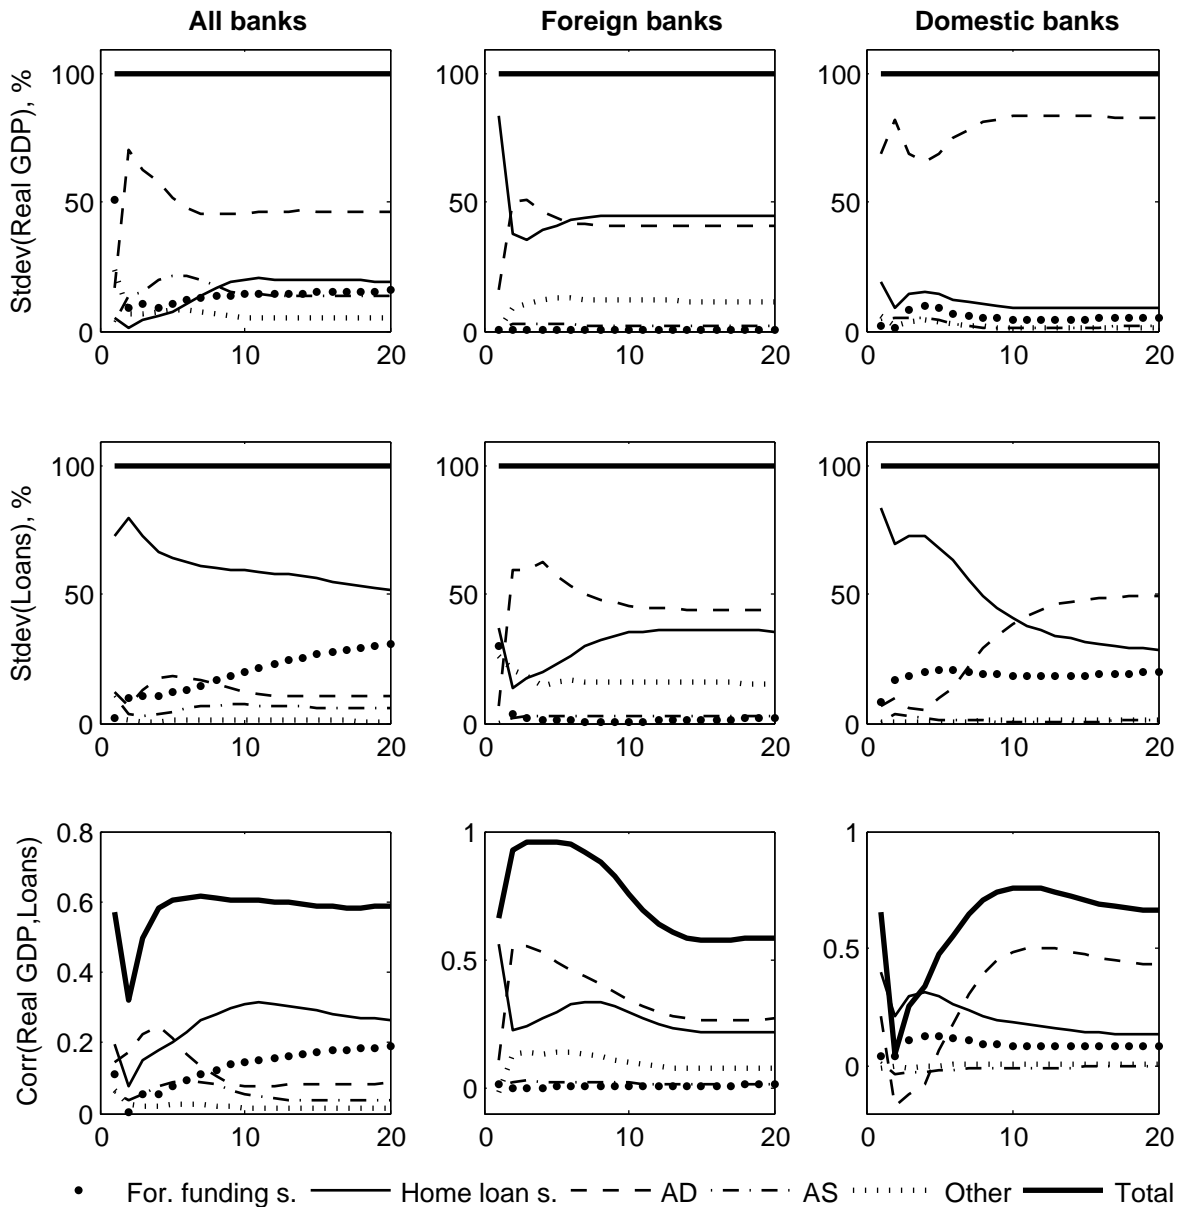 All banks
Foreign banks
Domestic banks
Stdev(Real GDP), %
100
50
0
0 10 20
100
50
0
0 10 20
100
50
0
0 10 20
Stdev(Loans), %
100
50
0
0 10 20
100
50
0
0 10 20
100
50
0
0 10 20
Corr(Real GDP,Loans)
0.8
0.6
0.4
0.2
0
0 10 20
1
0.5
0
0 10 20
1
0.5
0
0 10 20
For. funding s. Home loan s. AD AS Other Total